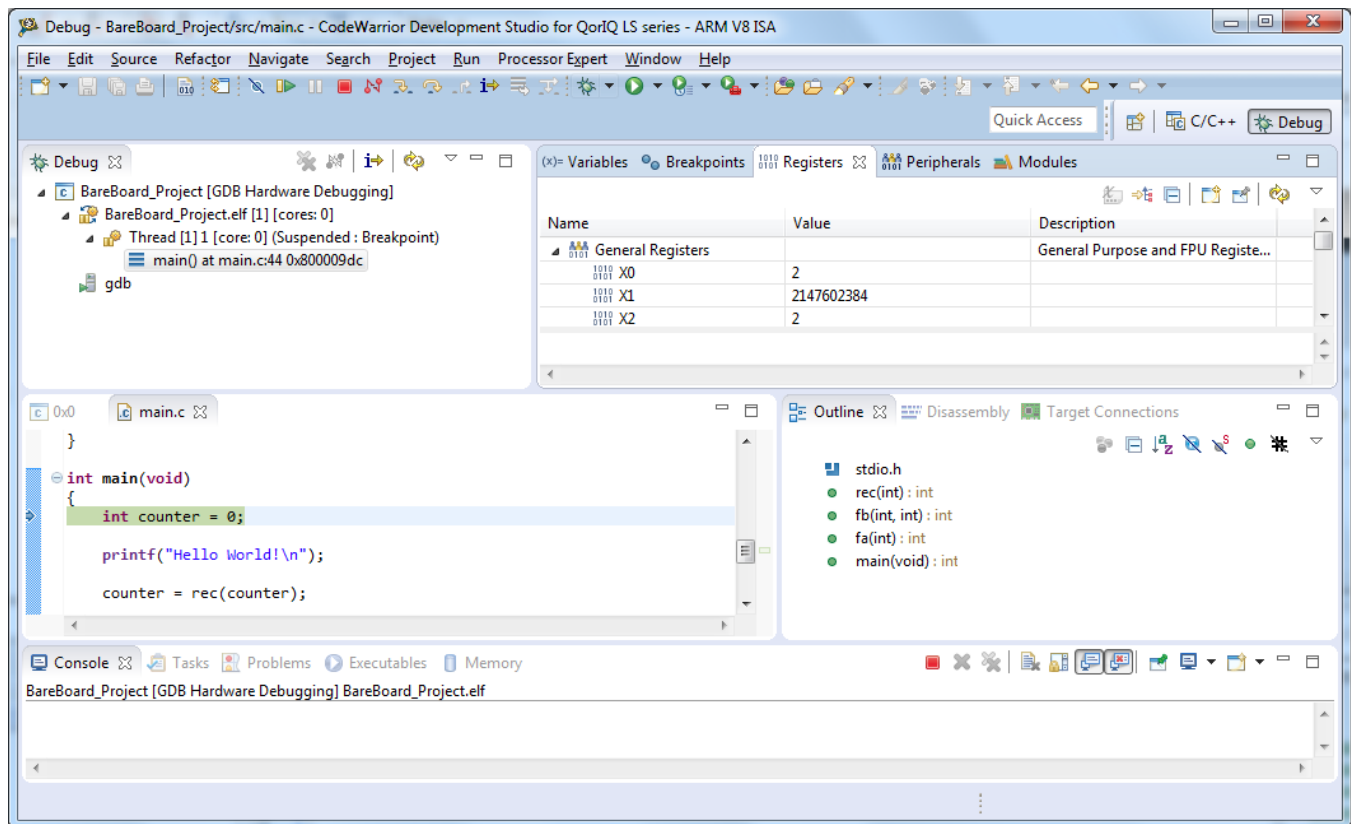 Debug - BareBoard_Project/src/main.c - CodeWarrior Development Studio for QorIQ LS series - ARM V8 ISA
File Edit Source Refactor Navigate Search Project Run Processor Expert Window Help
Quick Access C/C++ Debug
Debug
BareBoard_Project [GDB Hardware Debugging]
BareBoard_Project.elf [1] [cores: 0]
Thread [1] 1 [core: 0] (Suspended : Breakpoint)
main() at main.c:44 0x800009dc
gdb
(x)= Variables Breakpoints Registers Peripherals Modules
Name Value Description
General Registers General Purpose and FPU Registe...
X0 2
X1 2147602384
X2 2
0x0 main.c
}
int main(void)
{
int counter = 0;
printf("Hello World!\n");
counter = rec(counter);
Outline Disassembly Target Connections
stdio.h
rec(int) : int
fb(int, int) : int
fa(int) : int
main(void) : int
Console Tasks Problems Executables Memory
BareBoard_Project [GDB Hardware Debugging] BareBoard_Project.elf